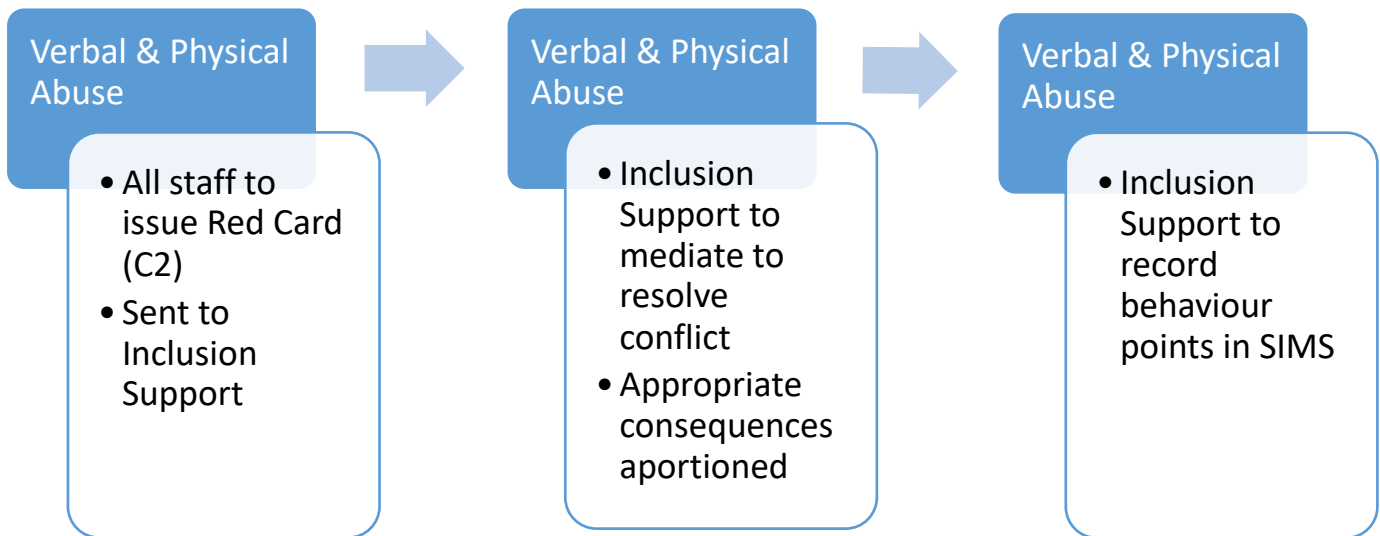 Verbal & Physical
Abuse
• All staff to
issue Red Card
(C2)
• Sent to
Inclusion
Support
Verbal & Physical
Abuse
• Inclusion
Support to
mediate to
resolve
conflict
• Appropriate
consequences
aportioned
Verbal & Physical
Abuse
• Inclusion
Support to
record
behaviour
points in SIMS